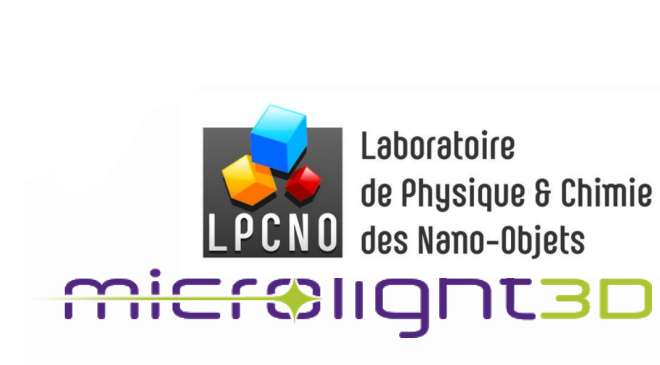 Laboratoire
de Physique & Chimie
LPCNO
des Nano-Objets
microlight3D